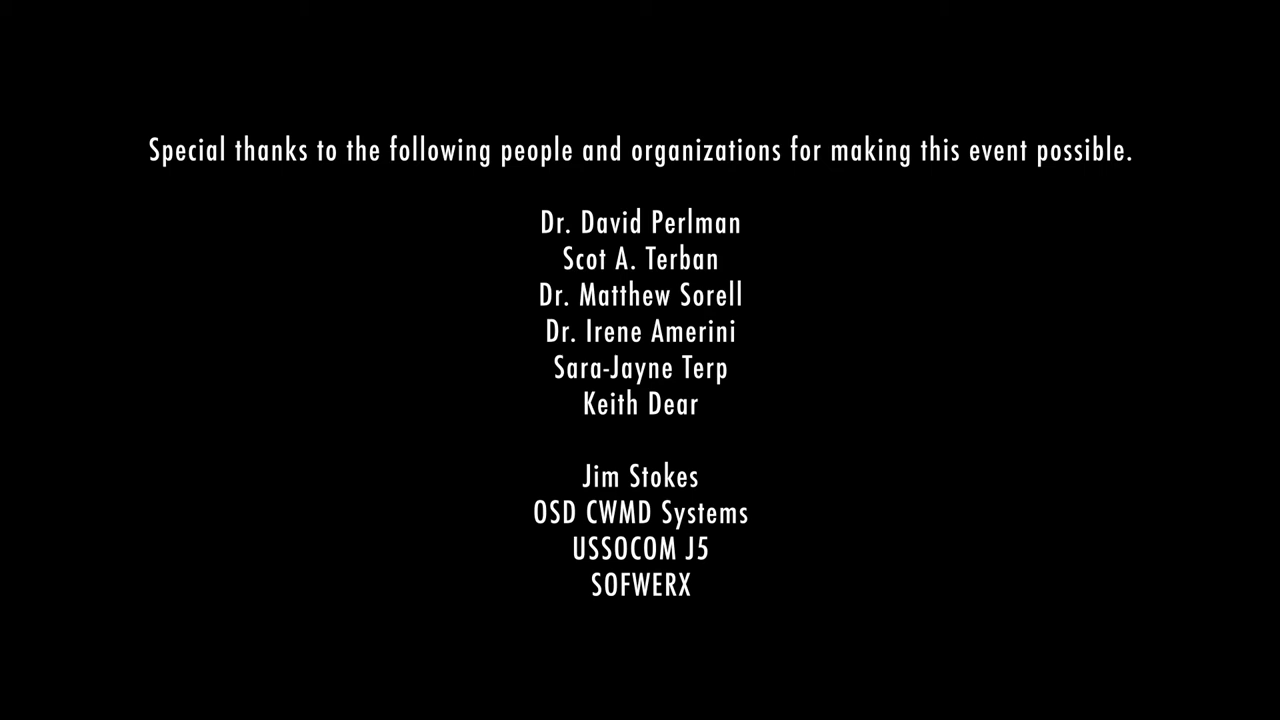 Special thanks to the following people and organizations for making this event possible.
Dr. David Perlman
Scot A. Terban
Dr. Matthew Sorell
Dr. Irene Amerini
Sara-Jayne Terp
Keith Dear
Jim Stokes
OSD CWMD Systems
USSOCOM J5
SOFWERX